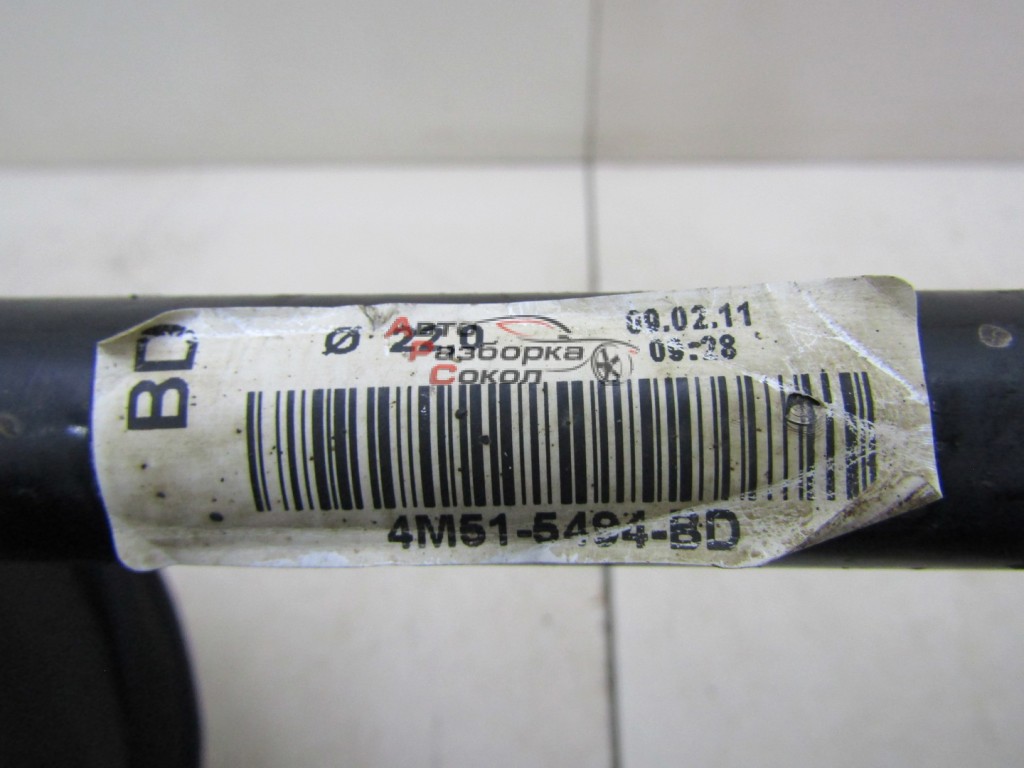 BD
Ø 22,0
09.02.11
09:28
Авто
Разборка
Сокол
4M51-5494-BD